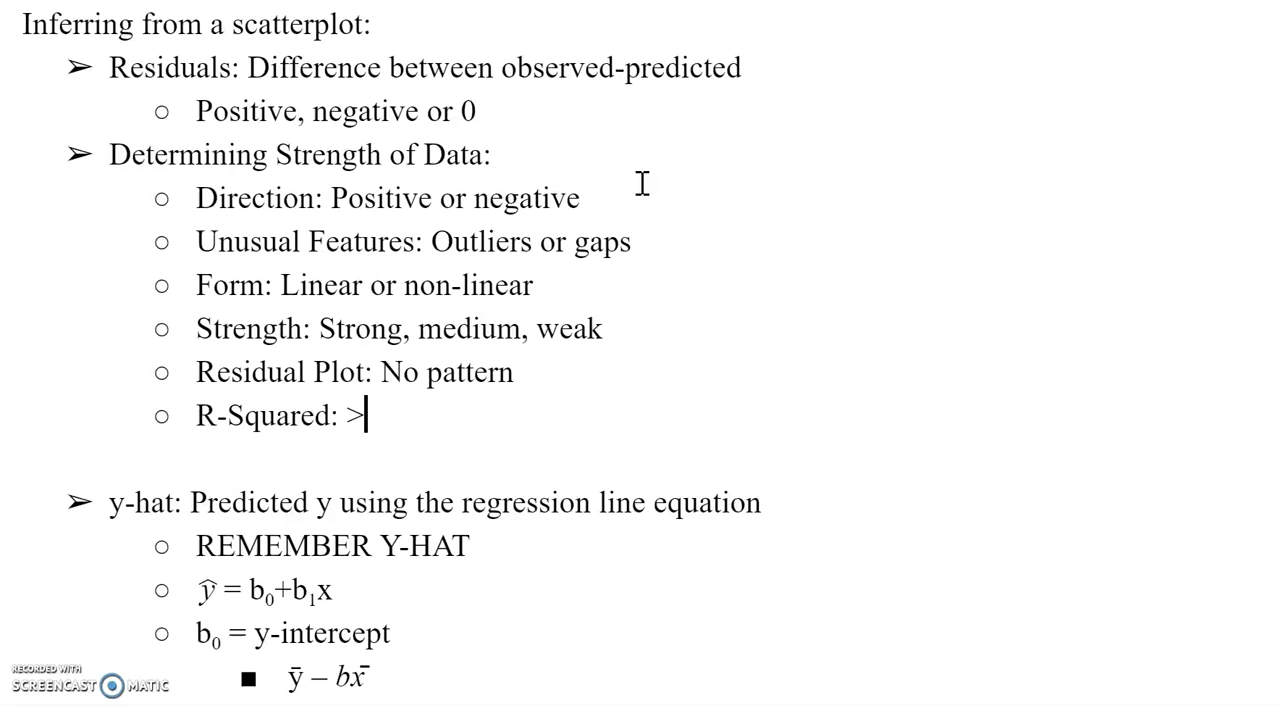 Inferring from a scatterplot:
➢ Residuals: Difference between observed-predicted
○ Positive, negative or 0
➢ Determining Strength of Data:
○ Direction: Positive or negative
○ Unusual Features: Outliers or gaps
○ Form: Linear or non-linear
○ Strength: Strong, medium, weak
○ Residual Plot: No pattern
○ R-Squared: >
➢ y-hat: Predicted y using the regression line equation
○ REMEMBER Y-HAT
○ ŷ = b₀+b₁x
○ b₀ = y-intercept
■ ȳ – bx̄
RECORDED WITH
SCREENCAST MATIC